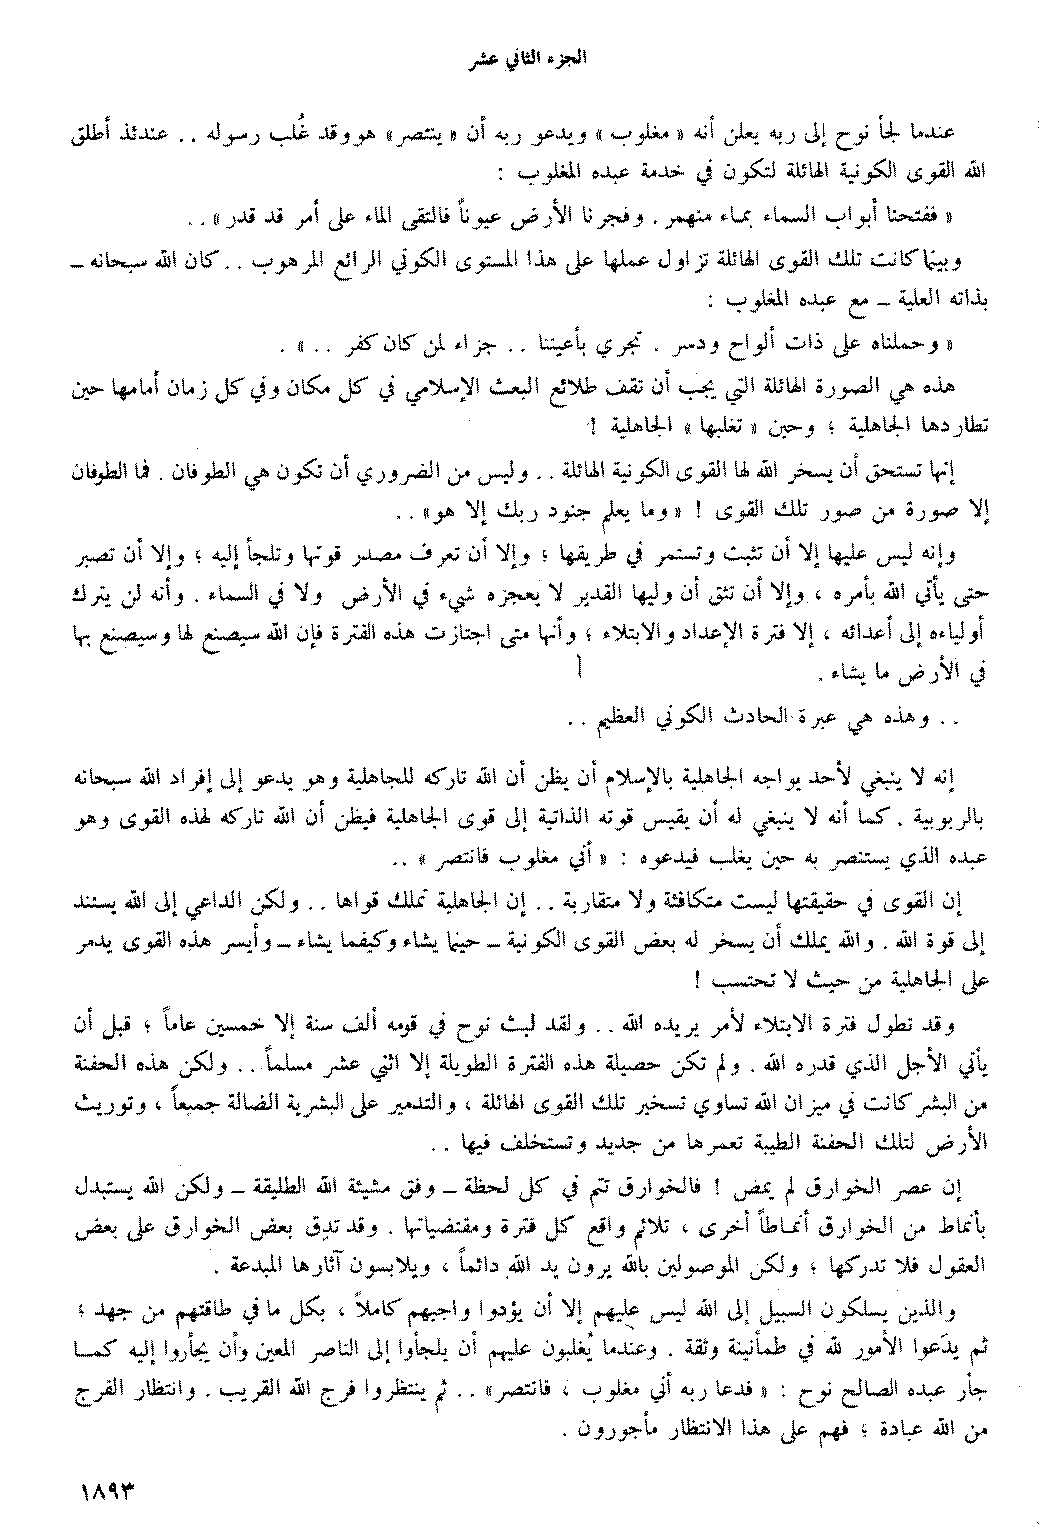 الجزء الثاني عشر
عندما لجأ نوح إلى ربه يعلن أنه « مغلوب » ويدعو ربه أن « ينتصر» هو وقد غُلب رسوله .. عندئذ أطلق
الله القوى الكونية الهائلة لتكون في خدمة عبده المغلوب :
« ففتحنا أبواب السماء بماء منهمر . وفجرنا الأرض عيوناً فالتقى الماء على أمر قد قدر» ..
وبينما كانت تلك القوى الهائلة تزاول عملها على هذا المستوى الكوني الرائع المرهوب .. كان الله سبحانه –
بذاته العلية – مع عبده المغلوب :
« وحملناه على ذات ألواح ودسر . تجري بأعيننا .. جزاء لمن كان كفر .. » .
هذه هي الصورة الهائلة التي يجب أن تقف طلائع البعث الإسلامي في كل مكان وفي كل زمان أمامها حين
تطاردها الجاهلية ؛ وحين « تغلبها » الجاهلية !
إنها تستحق أن يسخر الله لها القوى الكونية الهائلة .. وليس من الضروري أن تكون هي الطوفان . فما الطوفان
إلا صورة من صور تلك القوى ! «وما يعلم جنود ربك إلا هو» ..
وإنه ليس عليها إلا أن تثبت وتستمر في طريقها ؛ وإلا أن تعرف مصدر قوتها وتلجأ إليه ؛ وإلا أن تصبر
حتى يأتي الله بأمره ، وإلا أن تثق أن وليها القدير لا يعجزه شيء في الأرض ولا في السماء . وأنه لن يترك
أولياءه إلى أعدائه ، إلا فترة الإعداد والابتلاء ؛ وأنها متى اجتازت هذه الفترة فإن الله سيصنع لها وسيصنع بها
في الأرض ما يشاء .
.. وهذه هي عبرة الحادث الكوني العظيم ..
إنه لا ينبغي لأحد يواجه الجاهلية بالإسلام أن يظن أن الله تاركه للجاهلية وهو يدعو إلى إفراد الله سبحانه
بالربوبية . كما أنه لا ينبغي له أن يقيس قوته الذاتية إلى قوى الجاهلية فيظن أن الله تاركه لهذه القوى وهو
عبده الذي يستنصر به حين يغلب فيدعوه : « أني مغلوب فانتصر » ..
إن القوى في حقيقتها ليست متكافئة ولا متقاربة .. إن الجاهلية تملك قواها .. ولكن الداعي إلى الله يستند
إلى قوة الله . والله يملك أن يسخر له بعض القوى الكونية – حينما يشاء وكيفما يشاء – وأيسر هذه القوى يدمر
على الجاهلية من حيث لا تحتسب !
وقد تطول فترة الابتلاء لأمر يريده الله .. ولقد لبث نوح في قومه ألف سنة إلا خمسين عاماً ؛ قبل أن
يأتي الأجل الذي قدره الله . ولم تكن حصيلة هذه الفترة الطويلة إلا اثني عشر مسلماً .. ولكن هذه الحفنة
من البشر كانت في ميزان الله تساوي تسخير تلك القوى الهائلة ، والتدمير على البشرية الضالة جميعاً ، وتوريث
الأرض لتلك الحفنة الطيبة تعمرها من جديد وتستخلف فيها ..
إن عصر الخوارق لم يمض ! فالخوارق تتم في كل لحظة – وفق مشيئة الله الطليقة – ولكن الله يستبدل
بأنماط من الخوارق أنماطاً أخرى ، تلائم واقع كل فترة ومقتضياتها . وقد تدق بعض الخوارق على بعض
العقول فلا تدركها ؛ ولكن الموصولين بالله يرون يد الله دائماً ، ويلابسون آثارها المبدعة .
والذين يسلكون السبيل إلى الله ليس عليهم إلا أن يؤدوا واجبهم كاملاً ، بكل ما في طاقتهم من جهد ؛
ثم يدَعوا الأمور لله في طمأنينة وثقة . وعندما يُغلبون عليهم أن يلجأوا إلى الناصر المعين وأن يجأروا إليه كما
جأر عبده الصالح نوح : « فدعا ربه أني مغلوب ، فانتصر» .. ثم ينتظروا فرج الله القريب . وانتظار الفرج
من الله عبادة ؛ فهم على هذا الانتظار مأجورون .
١٨٩٣